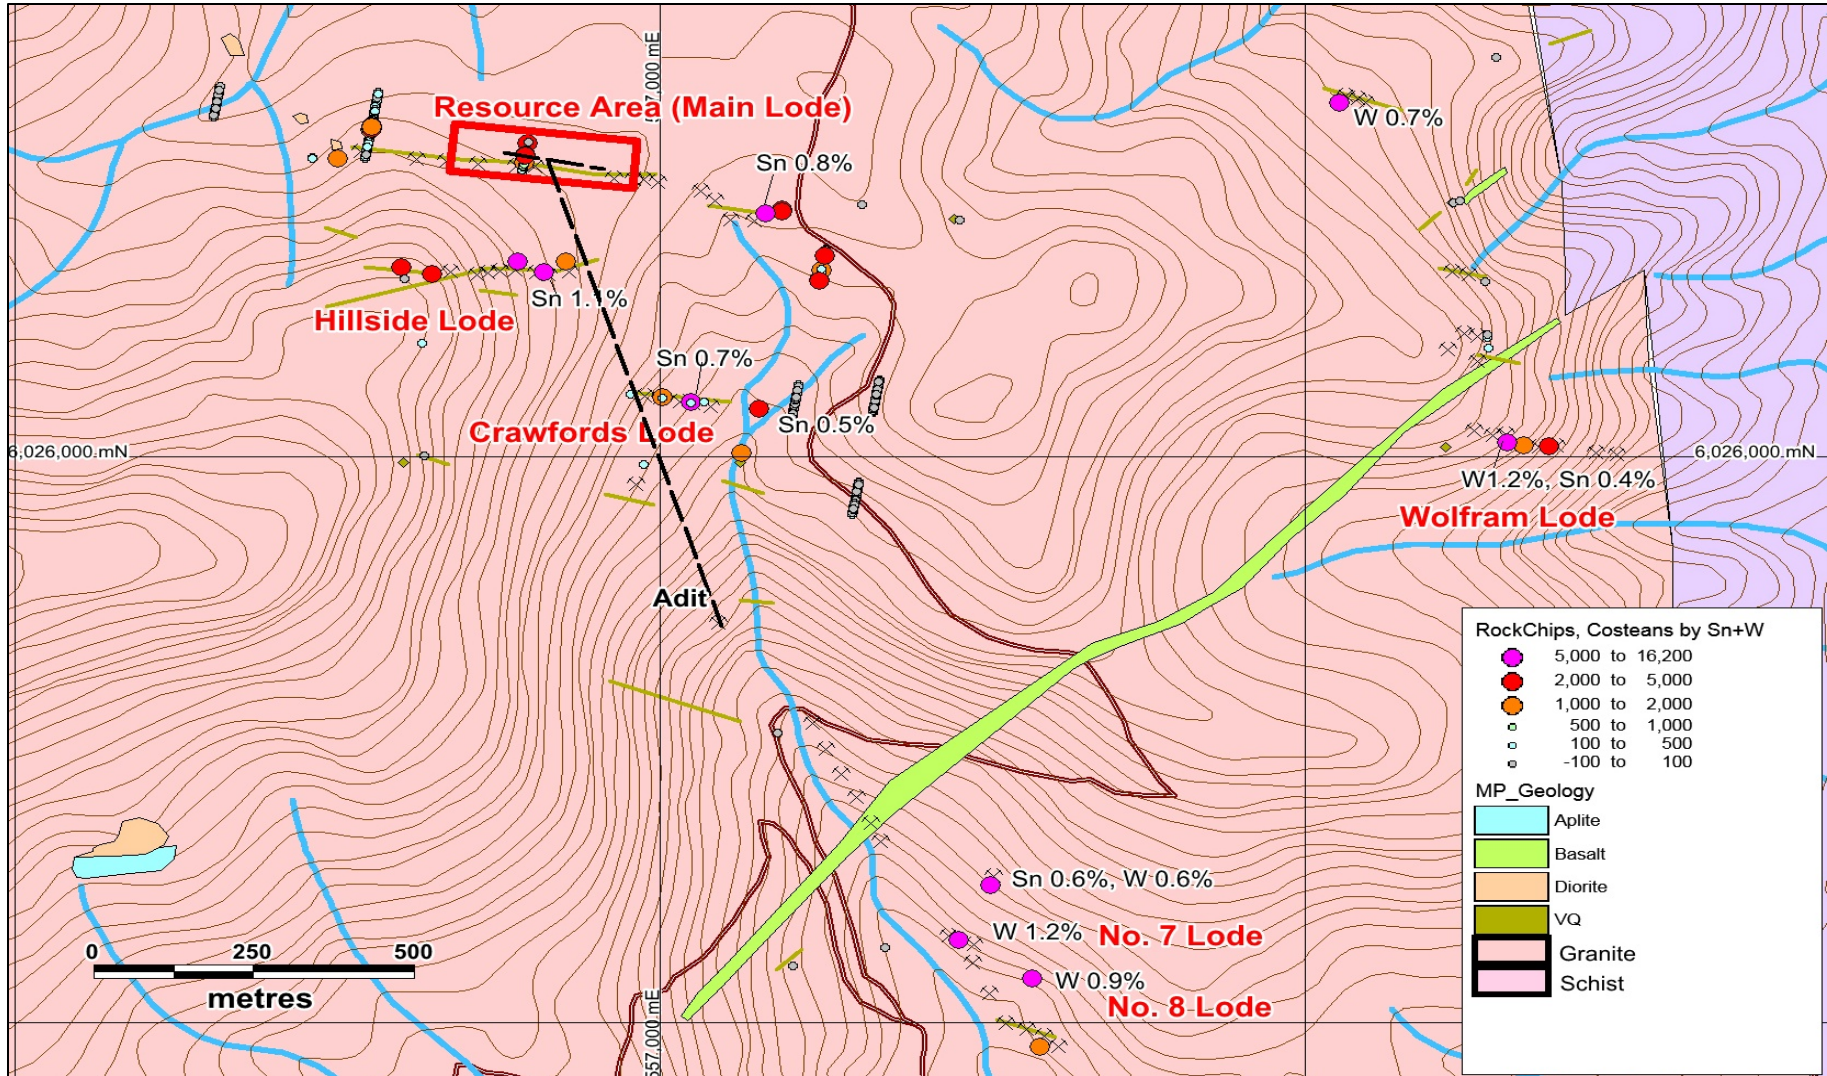 557,000 mE
Resource Area (Main Lode)
W 0.7%
Sn 0.8%
Sn 1.1%
Hillside Lode
Sn 0.7%
Sn 0.5%
Crawfords Lode
6,026,000 mN
6,026,000 mN
W1.2%, Sn 0.4%
Wolfram Lode
Adit
RockChips, Costeans by Sn+W
5,000 to 16,200
2,000 to 5,000
1,000 to 2,000
500 to 1,000
100 to 500
-100 to 100
MP_Geology
Aplite
Basalt
Diorite
VQ
Granite
Schist
Sn 0.6%, W 0.6%
W 1.2%
No. 7 Lode
W 0.9%
No. 8 Lode
0 250 500
metres
557,000 mE